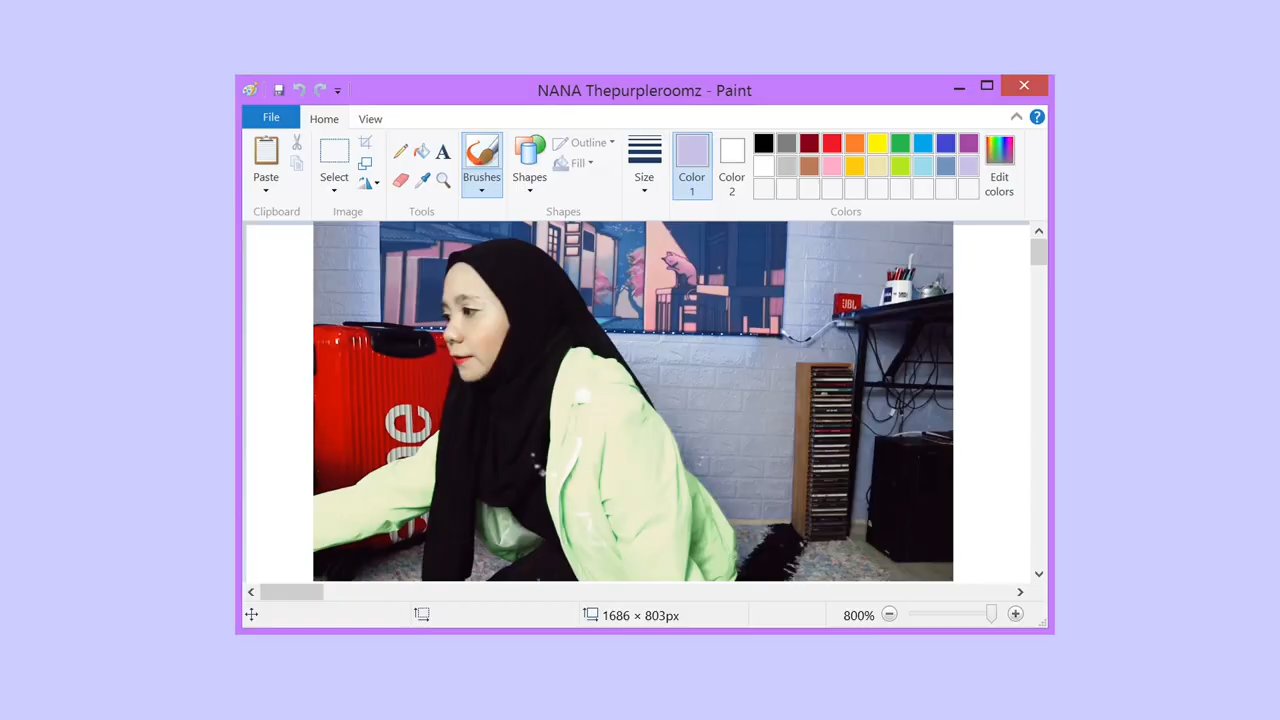 NANA Thepurpleroomz - Paint
File Home View
Paste
Select
A
Brushes
Shapes
Outline
Fill
Size
Color 1
Color 2
Edit colors
Clipboard Image Tools Shapes Colors
JBL
me
1686 × 803px
800%